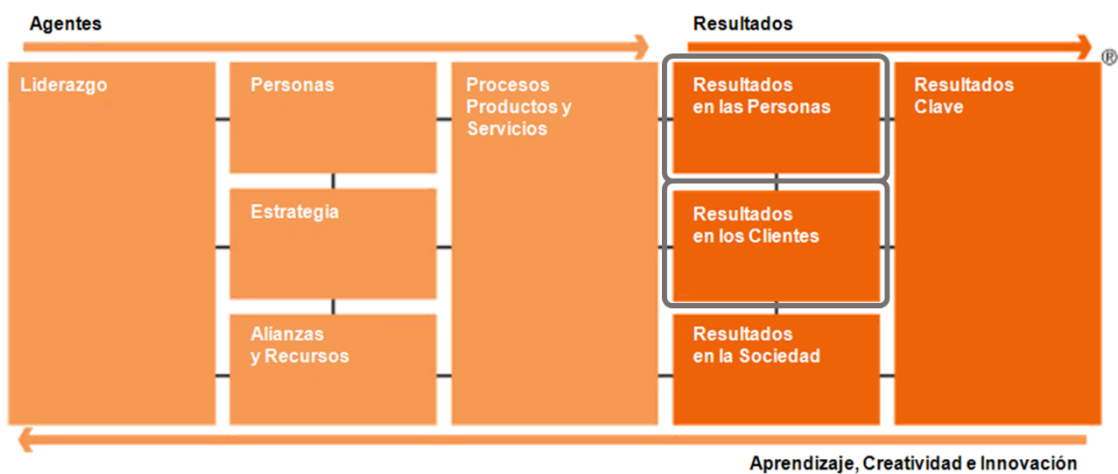 Agentes
Resultados
®
Liderazgo
Personas
Procesos
Productos y
Servicios
Resultados
en las Personas
Resultados
Clave
Estrategia
Resultados
en los Clientes
Alianzas
y Recursos
Resultados
en la Sociedad
Aprendizaje, Creatividad e Innovación